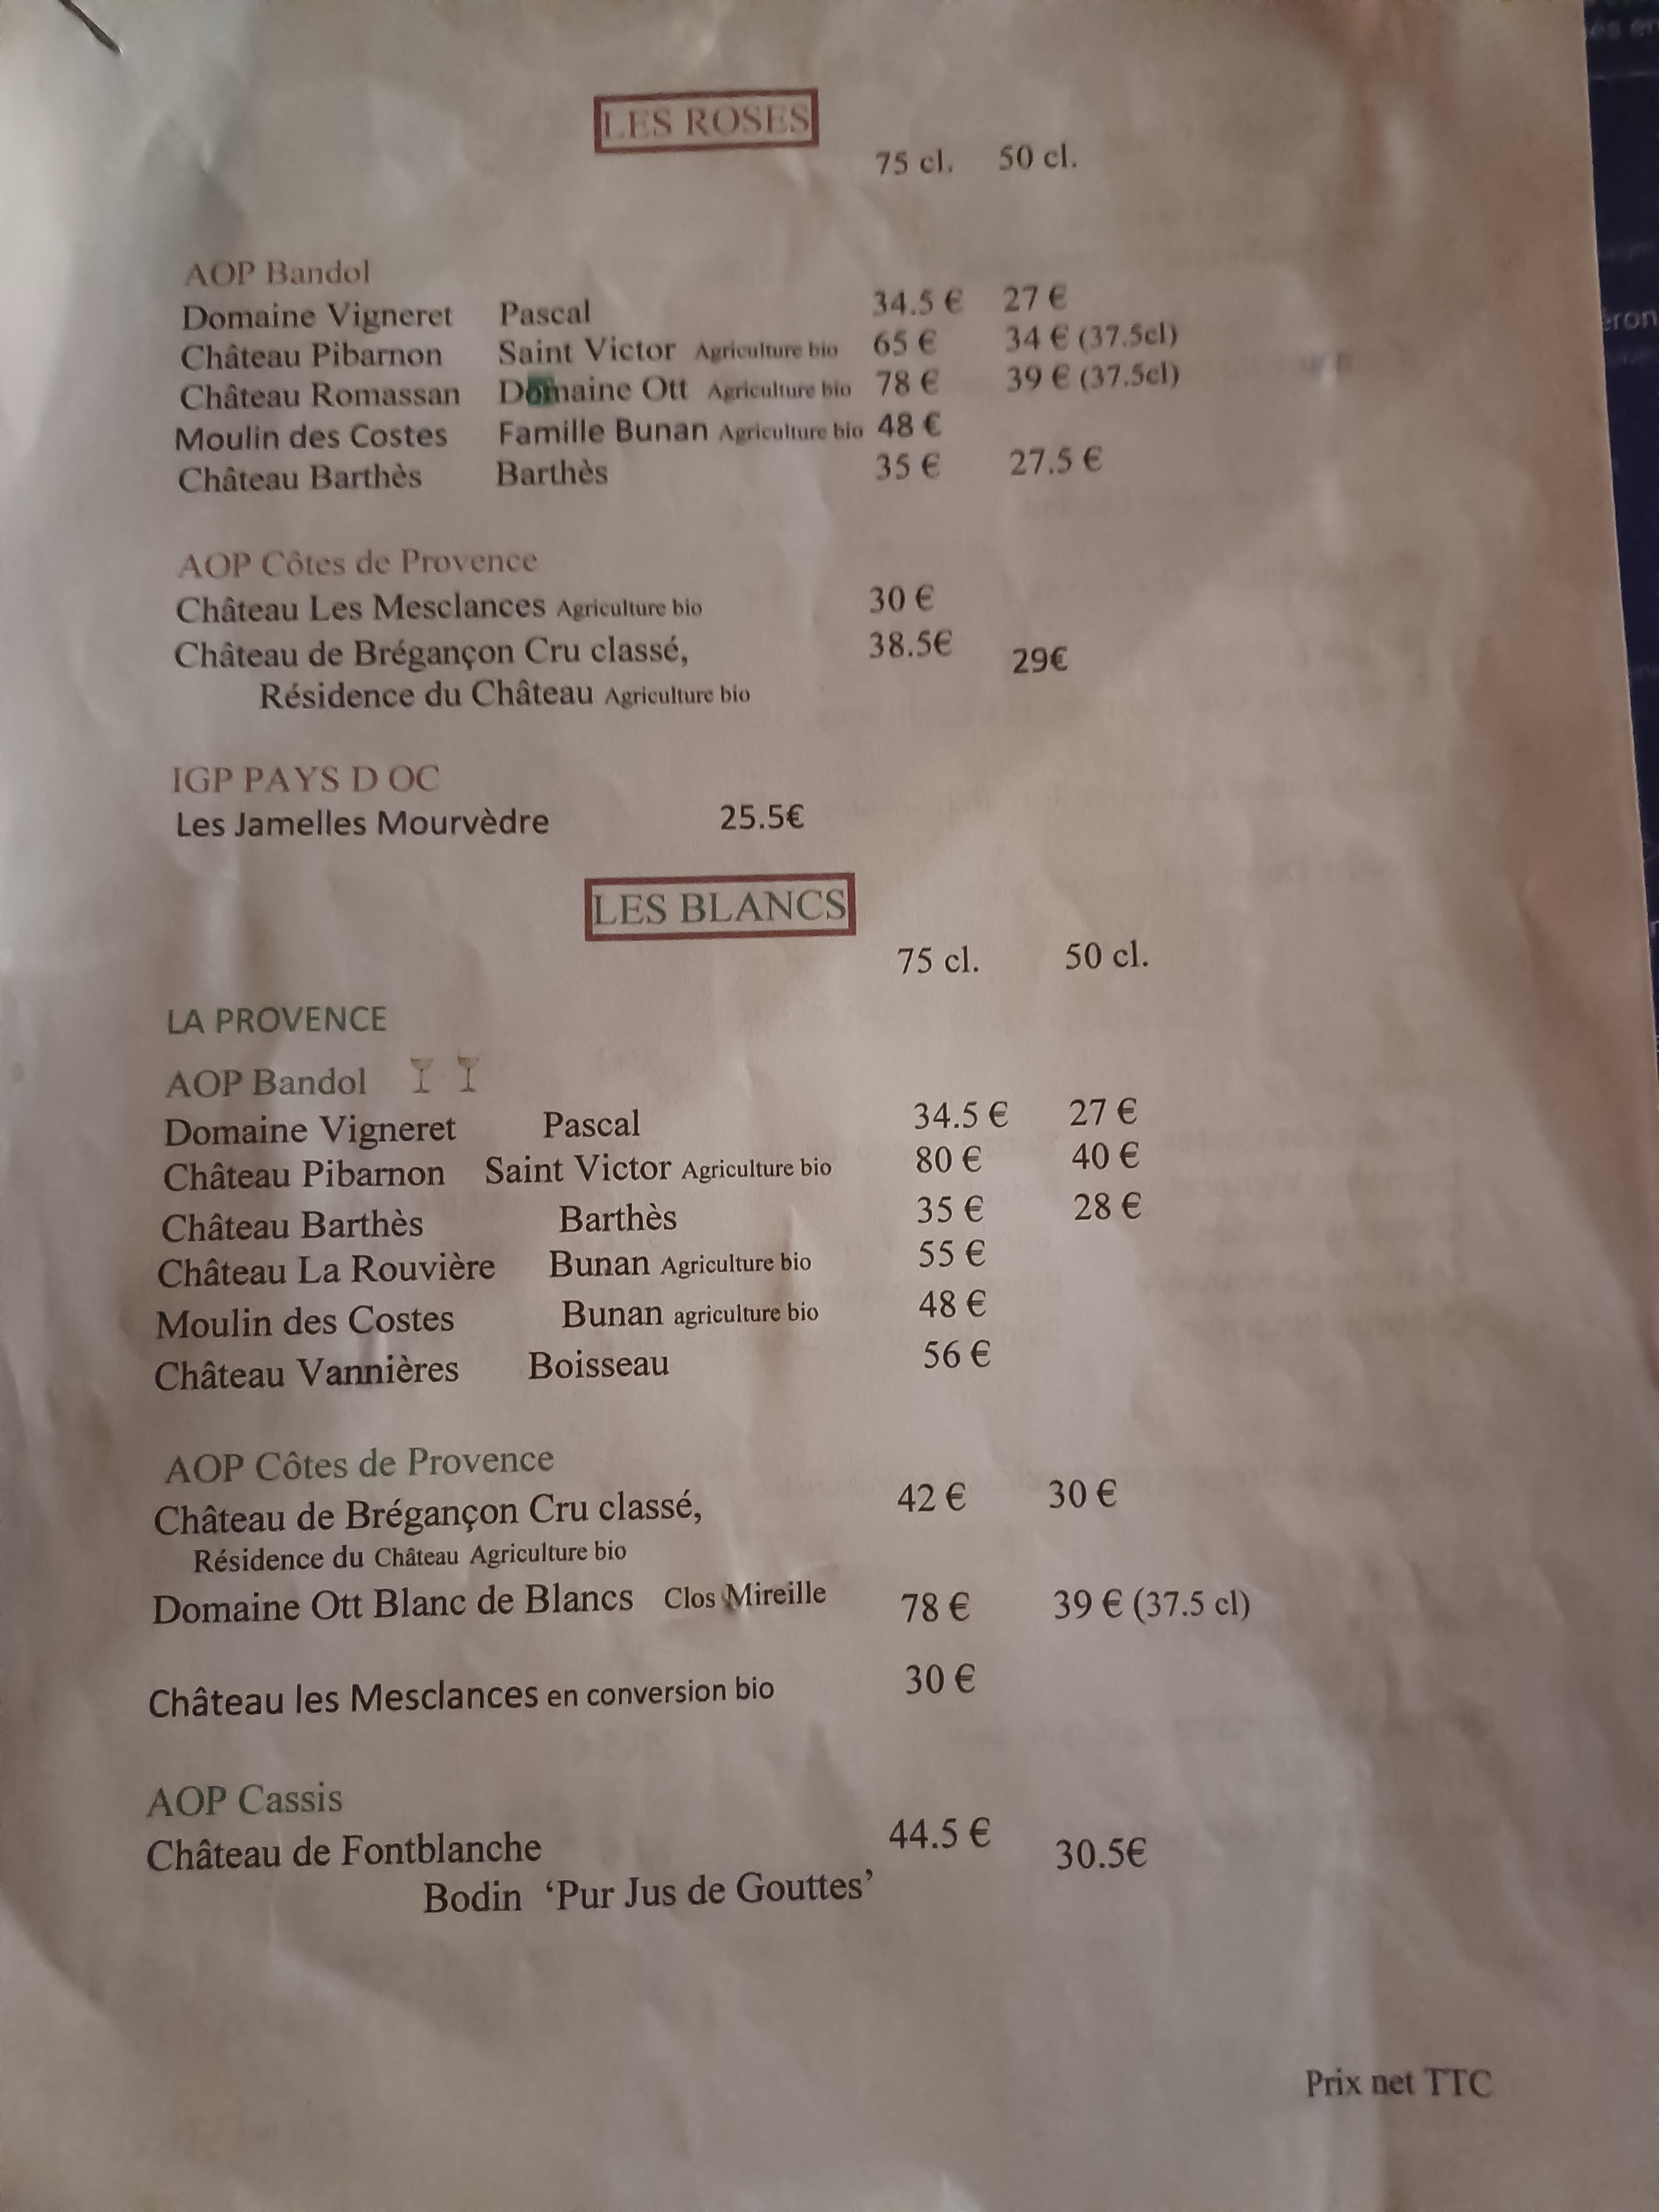 LES ROSES
75 cl. 50 cl.
AOP Bandol
Domaine Vigneret Pascal 34.5 € 27 €
Château Pibarnon Saint Victor Agriculture bio 65 € 34 € (37.5cl)
Château Romassan Domaine Ott Agriculture bio 78 € 39 € (37.5cl)
Moulin des Costes Famille Bunan Agriculture bio 48 €
Château Barthès Barthès 35 € 27.5 €
AOP Côtes de Provence
Château Les Mesclances Agriculture bio 30 €
Château de Brégançon Cru classé, 38.5€ 29€
Résidence du Château Agriculture bio
IGP PAYS D OC
Les Jamelles Mourvèdre 25.5€
LES BLANCS
75 cl. 50 cl.
LA PROVENCE
AOP Bandol
Domaine Vigneret Pascal 34.5 € 27 €
Château Pibarnon Saint Victor Agriculture bio 80 € 40 €
Château Barthès Barthès 35 € 28 €
Château La Rouvière Bunan Agriculture bio 55 €
Moulin des Costes Bunan agriculture bio 48 €
Château Vannières Boisseau 56 €
AOP Côtes de Provence
Château de Brégançon Cru classé, 42 € 30 €
Résidence du Château Agriculture bio
Domaine Ott Blanc de Blancs Clos Mireille 78 € 39 € (37.5 cl)
Château les Mesclances en conversion bio 30 €
AOP Cassis
Château de Fontblanche 44.5 € 30.5€
Bodin ‘Pur Jus de Gouttes’
Prix net TTC